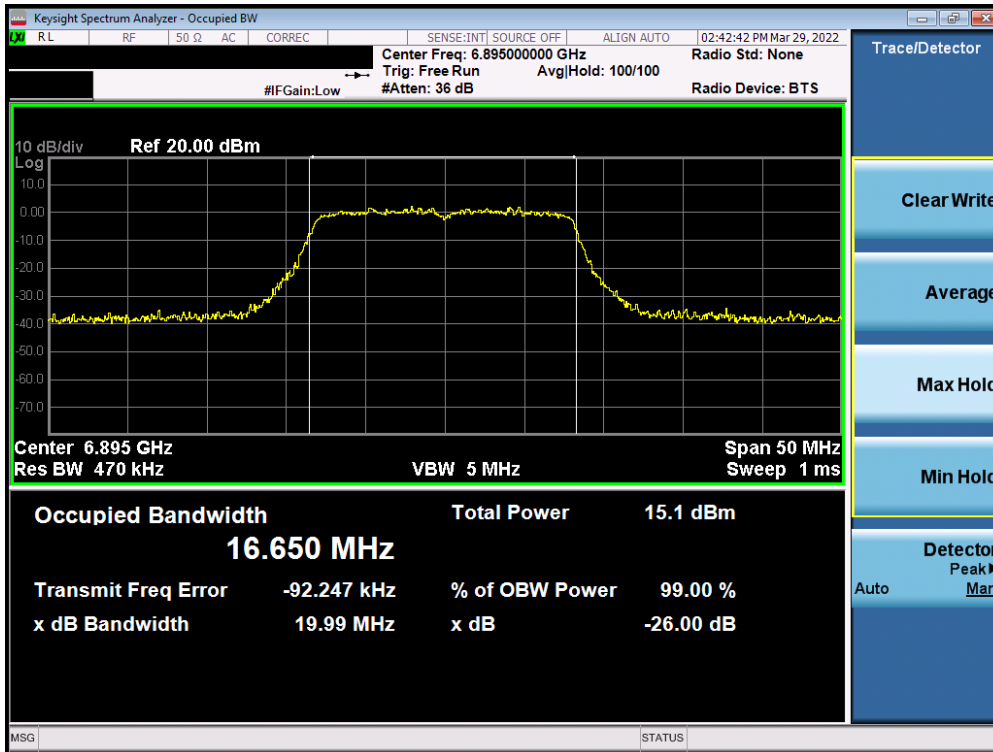 Keysight Spectrum Analyzer - Occupied BW
LXI RL RF 50 Ω AC CORREC SENSE:INT SOURCE OFF ALIGN AUTO 02:42:42 PM Mar 29, 2022
Center Freq: 6.895000000 GHz Radio Std: None
Trig: Free Run Avg|Hold: 100/100
#IFGain:Low #Atten: 36 dB Radio Device: BTS
Trace/Detector
10 dB/div Ref 20.00 dBm
Log
10.0
0.00
-10.0
-20.0
-30.0
-40.0
-50.0
-60.0
-70.0
Center 6.895 GHz Span 50 MHz
Res BW 470 kHz VBW 5 MHz Sweep 1 ms
Occupied Bandwidth Total Power 15.1 dBm
16.650 MHz
Transmit Freq Error -92.247 kHz % of OBW Power 99.00 %
x dB Bandwidth 19.99 MHz x dB -26.00 dB
Clear Write
Average
Max Hold
Min Hold
Detector
Peak
Auto Man
MSG STATUS